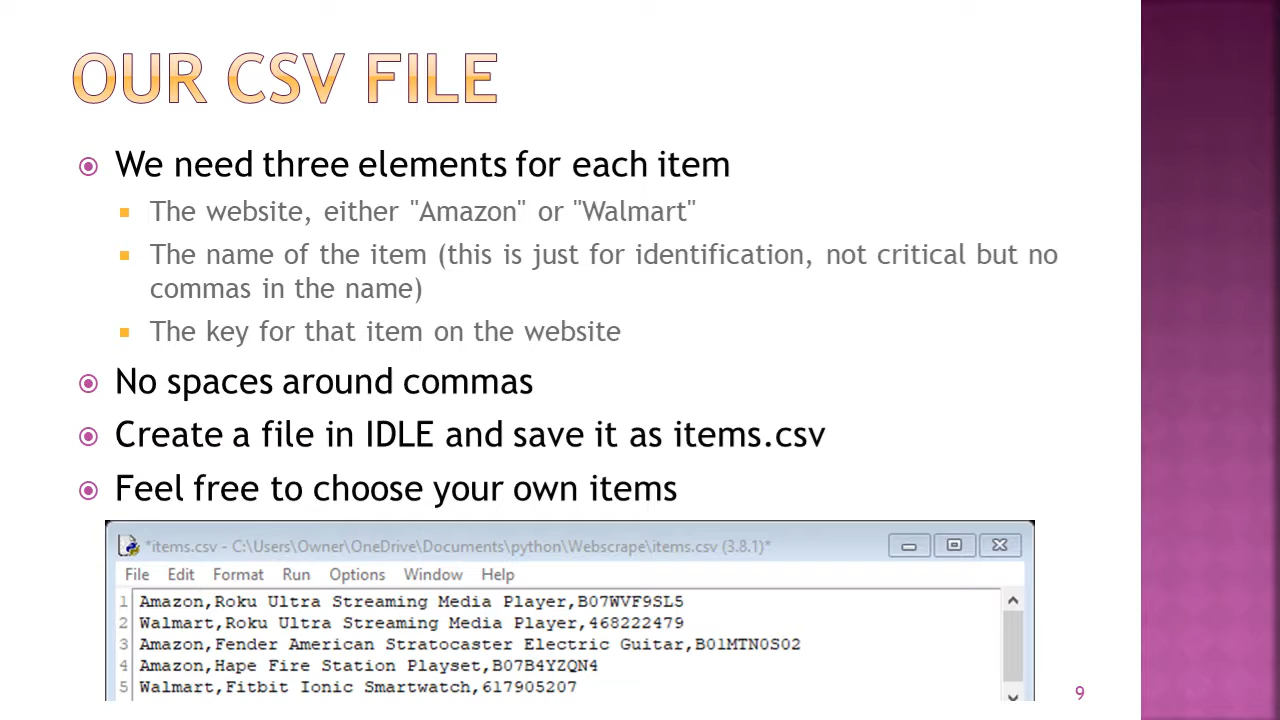 OUR CSV FILE
We need three elements for each item
The website, either "Amazon" or "Walmart"
The name of the item (this is just for identification, not critical but no
commas in the name)
The key for that item on the website
No spaces around commas
Create a file in IDLE and save it as items.csv
Feel free to choose your own items
*items.csv - C:\Users\Owner\OneDrive\Documents\python\Webscrape\items.csv (3.8.1)*
File Edit Format Run Options Window Help
1 Amazon,Roku Ultra Streaming Media Player,B07WVF9SL5
2 Walmart,Roku Ultra Streaming Media Player,468222479
3 Amazon,Fender American Stratocaster Electric Guitar,B01MTN0S02
4 Amazon,Hape Fire Station Playset,B07B4YZQN4
5 Walmart,Fitbit Ionic Smartwatch,617905207
9